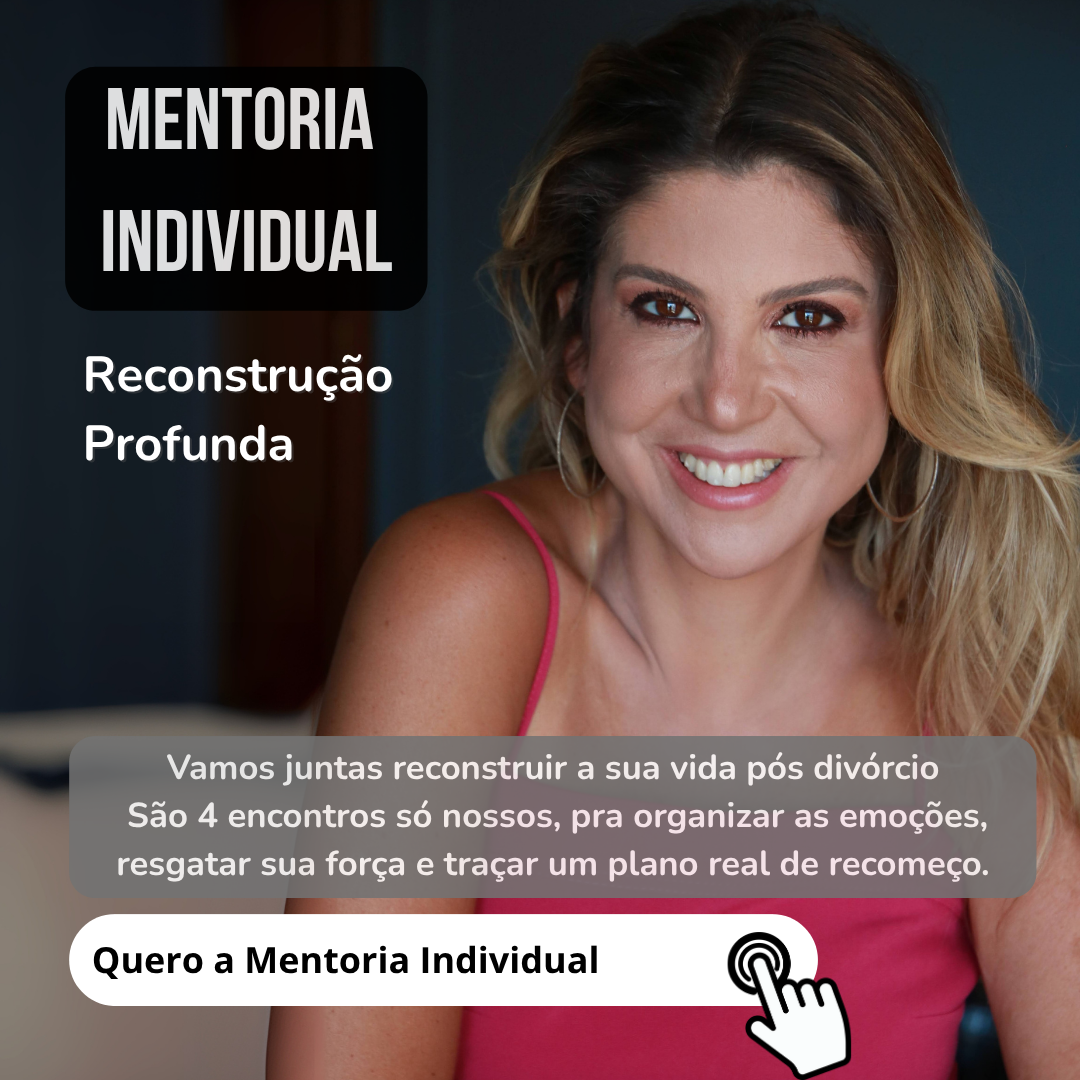 MENTORIA
INDIVIDUAL
Reconstrução
Profunda
Vamos juntas reconstruir a sua vida pós divórcio
São 4 encontros só nossos, pra organizar as emoções,
resgatar sua força e traçar um plano real de recomeço.
Quero a Mentoria Individual